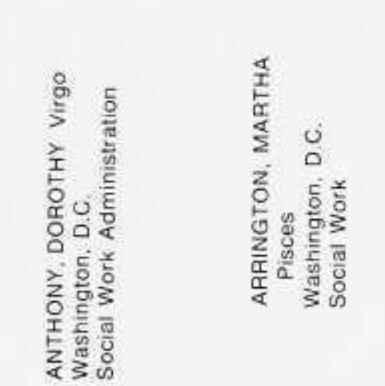 ANTHONY, DOROTHY Virgo
Washington, D.C.
Social Work Administration
ARRINGTON, MARTHA
Pisces
Washington, D.C.
Social Work